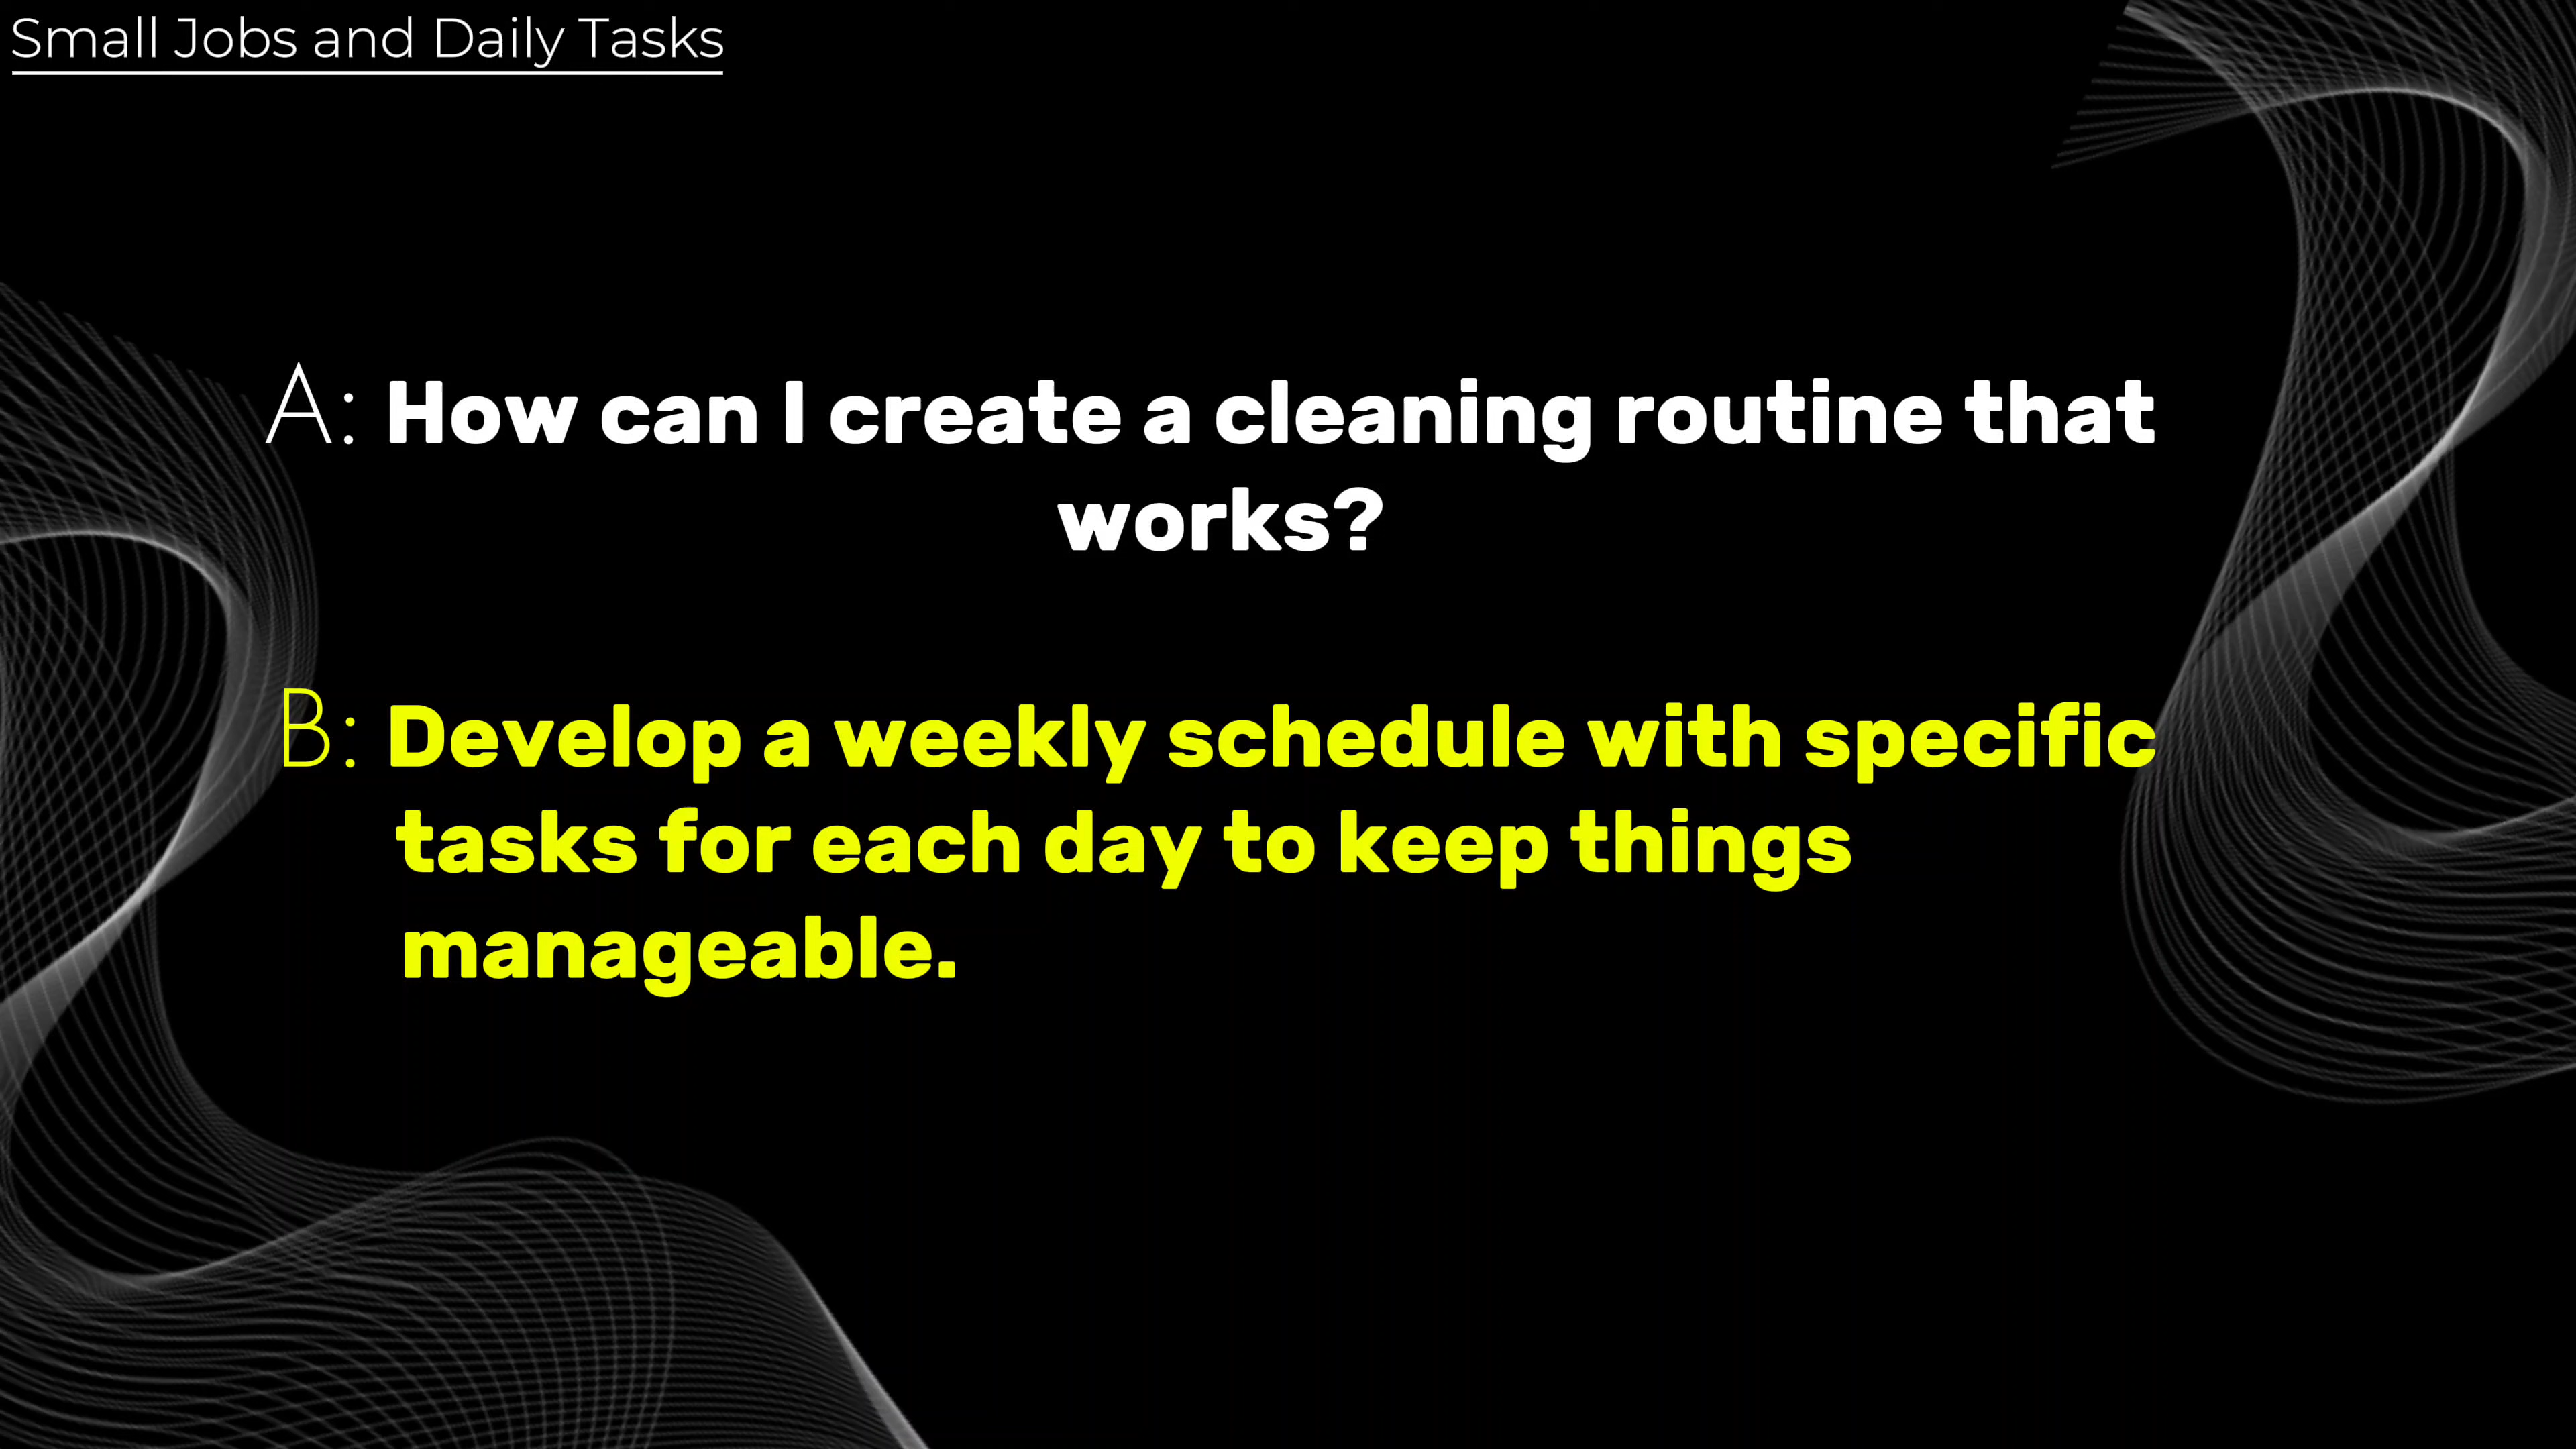 Small Jobs and Daily Tasks
A: How can I create a cleaning routine that
works?
B: Develop a weekly schedule with specific
tasks for each day to keep things
manageable.